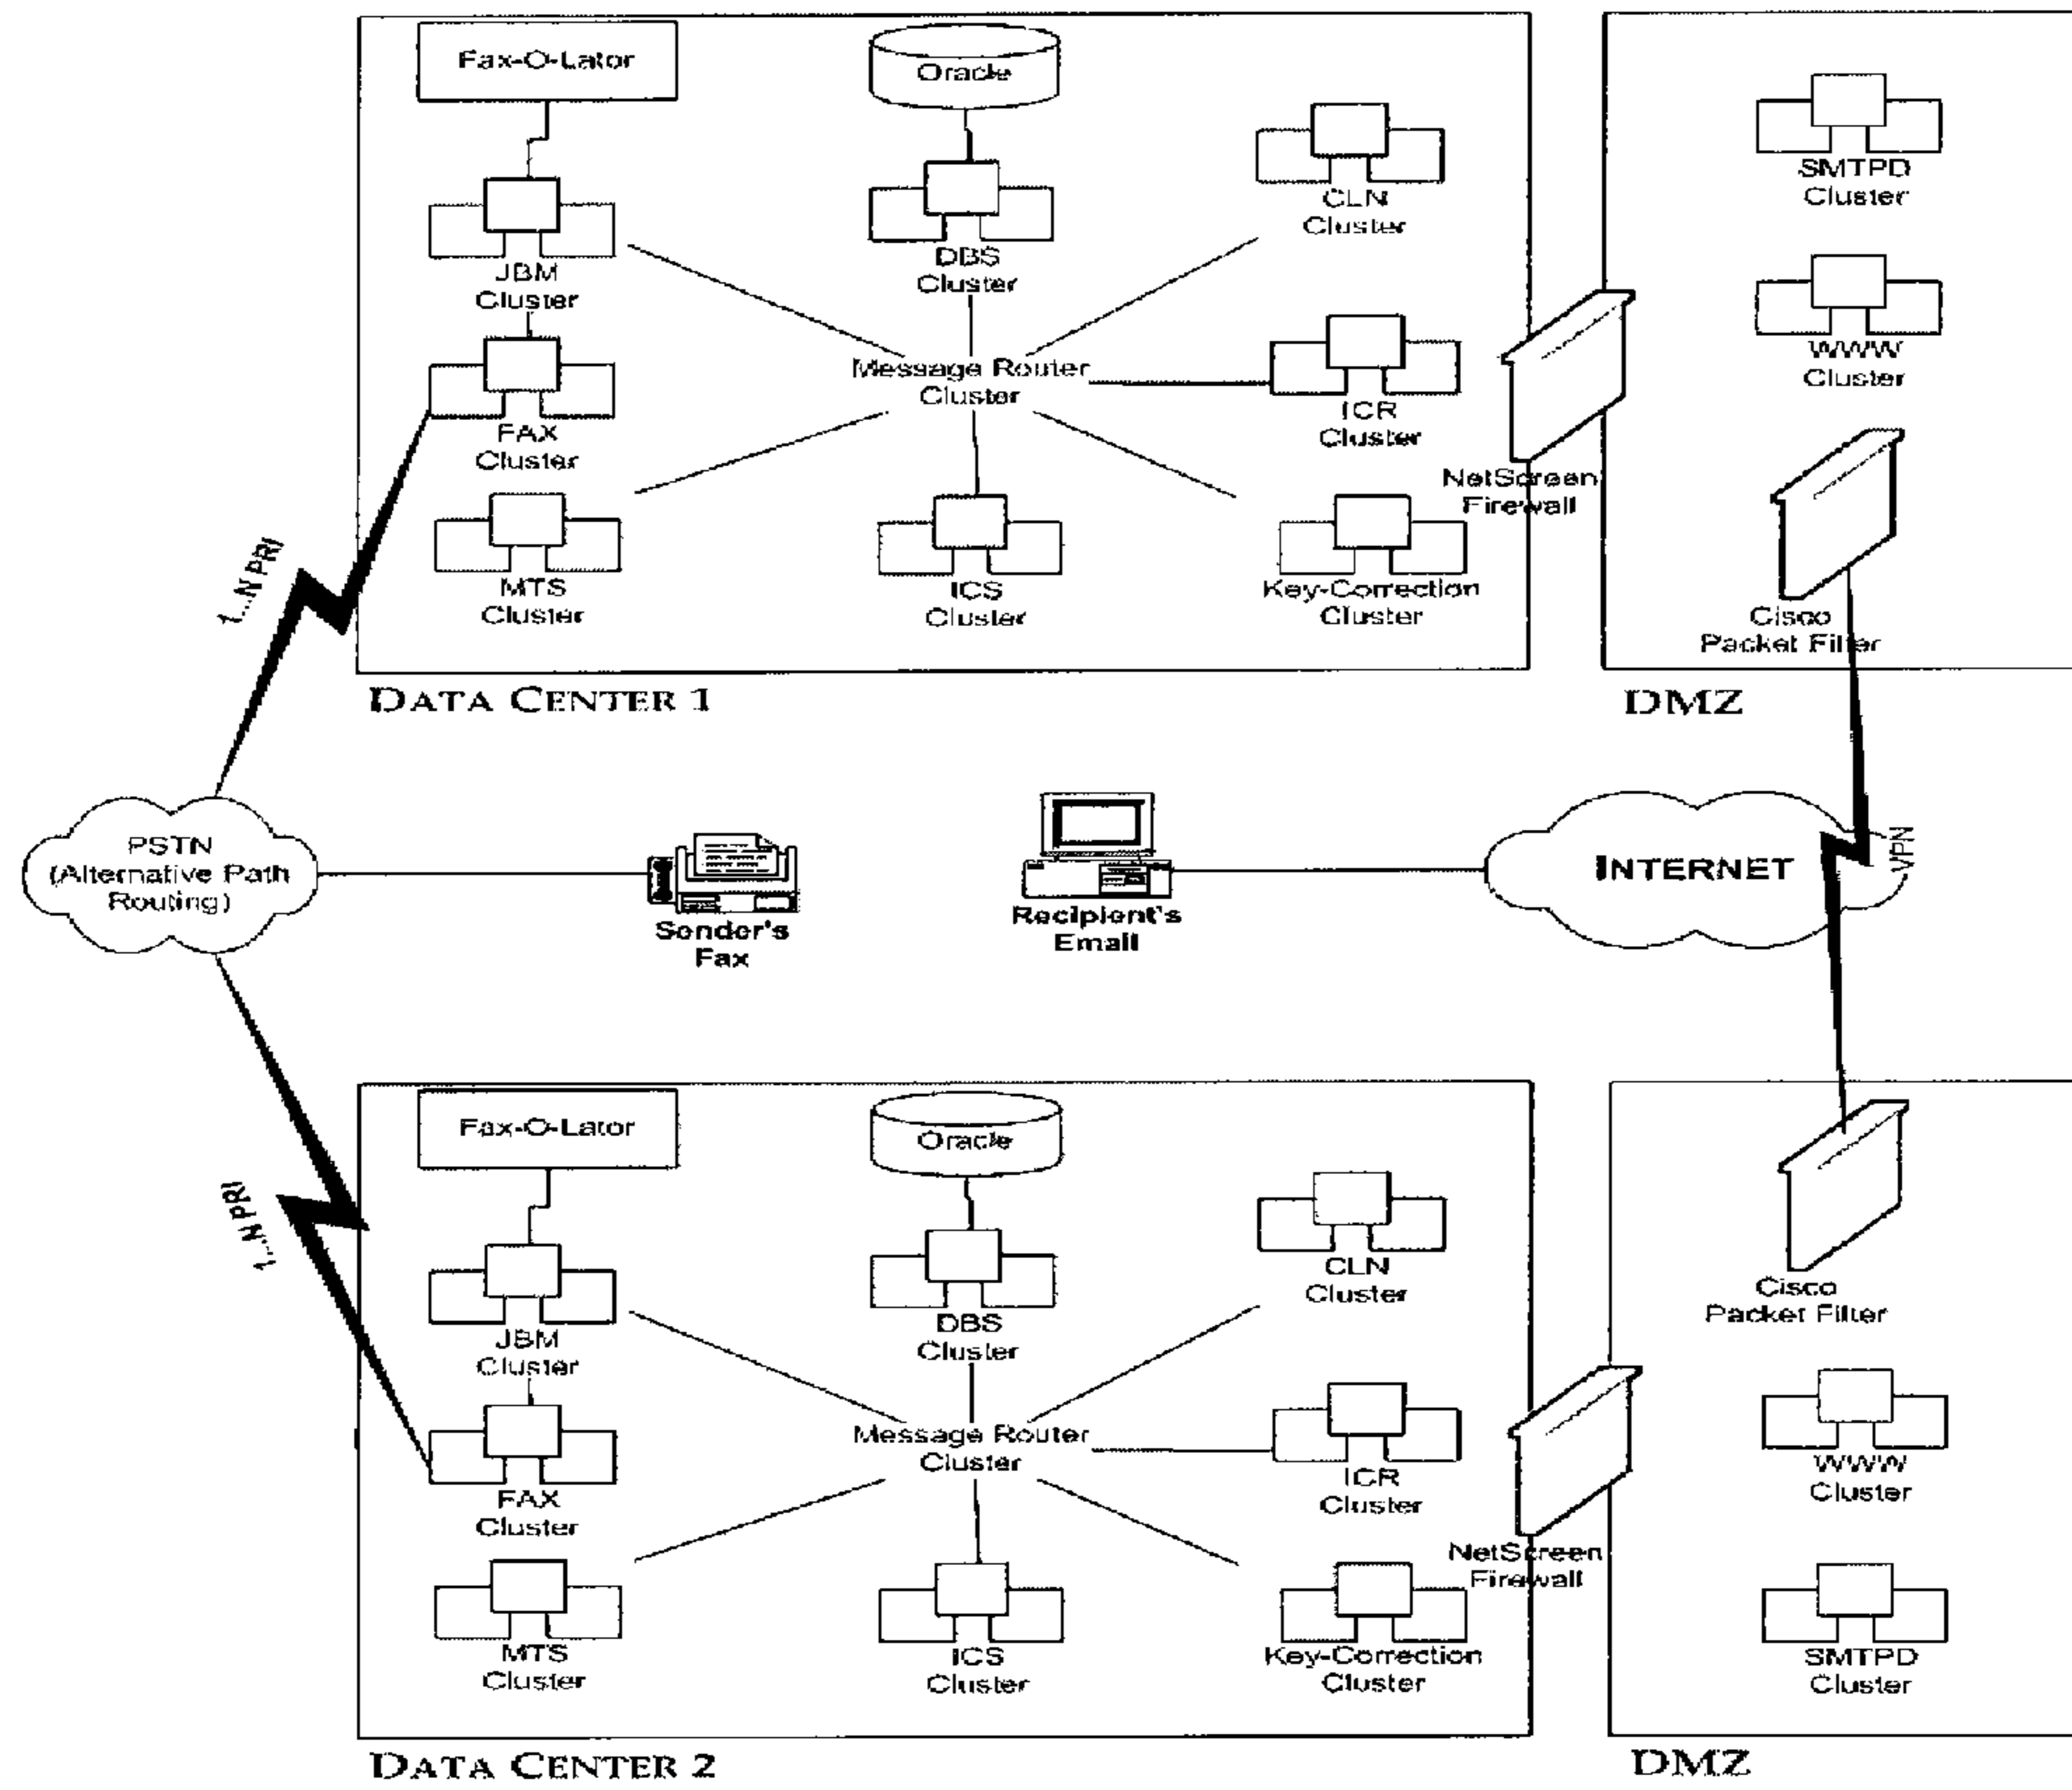 Fax-O-Lator
Oracle
CLN
Cluster
SMTPD
Cluster
JBM
Cluster
DBS
Cluster
WWW
Cluster
Message Router
Cluster
ICR
Cluster
FAX
Cluster
NetScreen
Firewall
1...N PRI
MTS
Cluster
ICS
Cluster
Key-Correction
Cluster
Cisco
Packet Filter
DATA CENTER 1
DMZ
PSTN
(Alternative Path
Routing)
Sender's
Fax
Recipient's
Email
INTERNET
VPN
Fax-O-Lator
Oracle
CLN
Cluster
Cisco
Packet Filter
1...N PRI
JBM
Cluster
DBS
Cluster
Message Router
Cluster
ICR
Cluster
WWW
Cluster
FAX
Cluster
NetScreen
Firewall
MTS
Cluster
ICS
Cluster
Key-Correction
Cluster
SMTPD
Cluster
DATA CENTER 2
DMZ